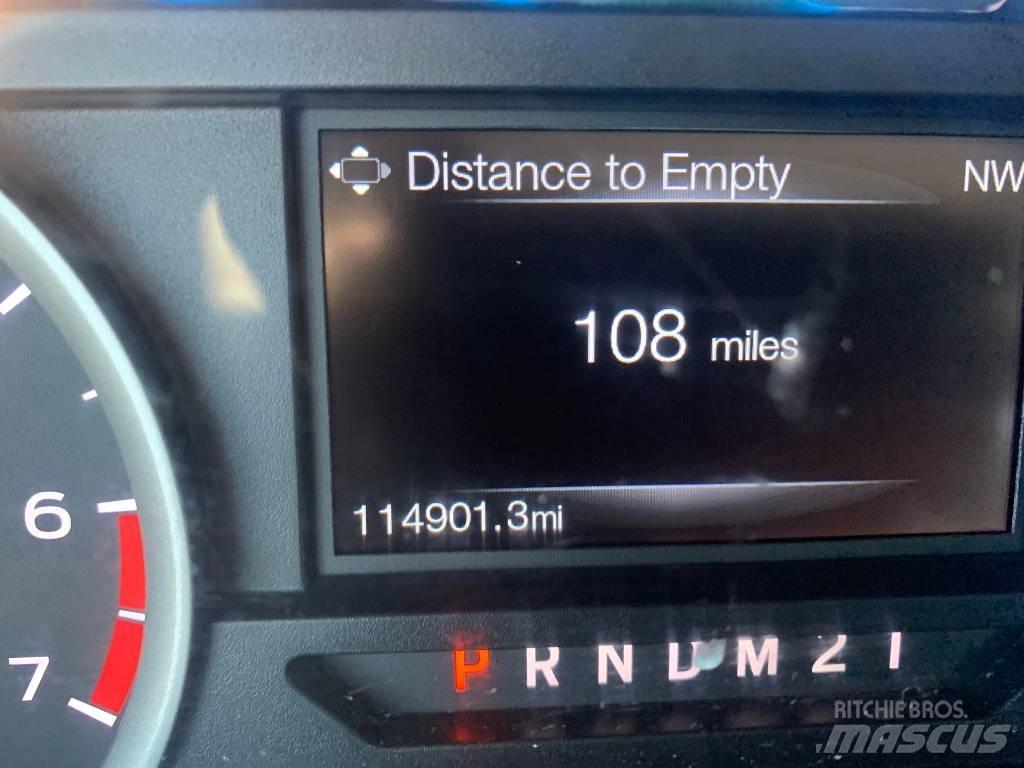 Distance to Empty NW
108 miles
114901.3mi
6
7
P R N D M 2 1
RITCHIE BROS.
MASCUS